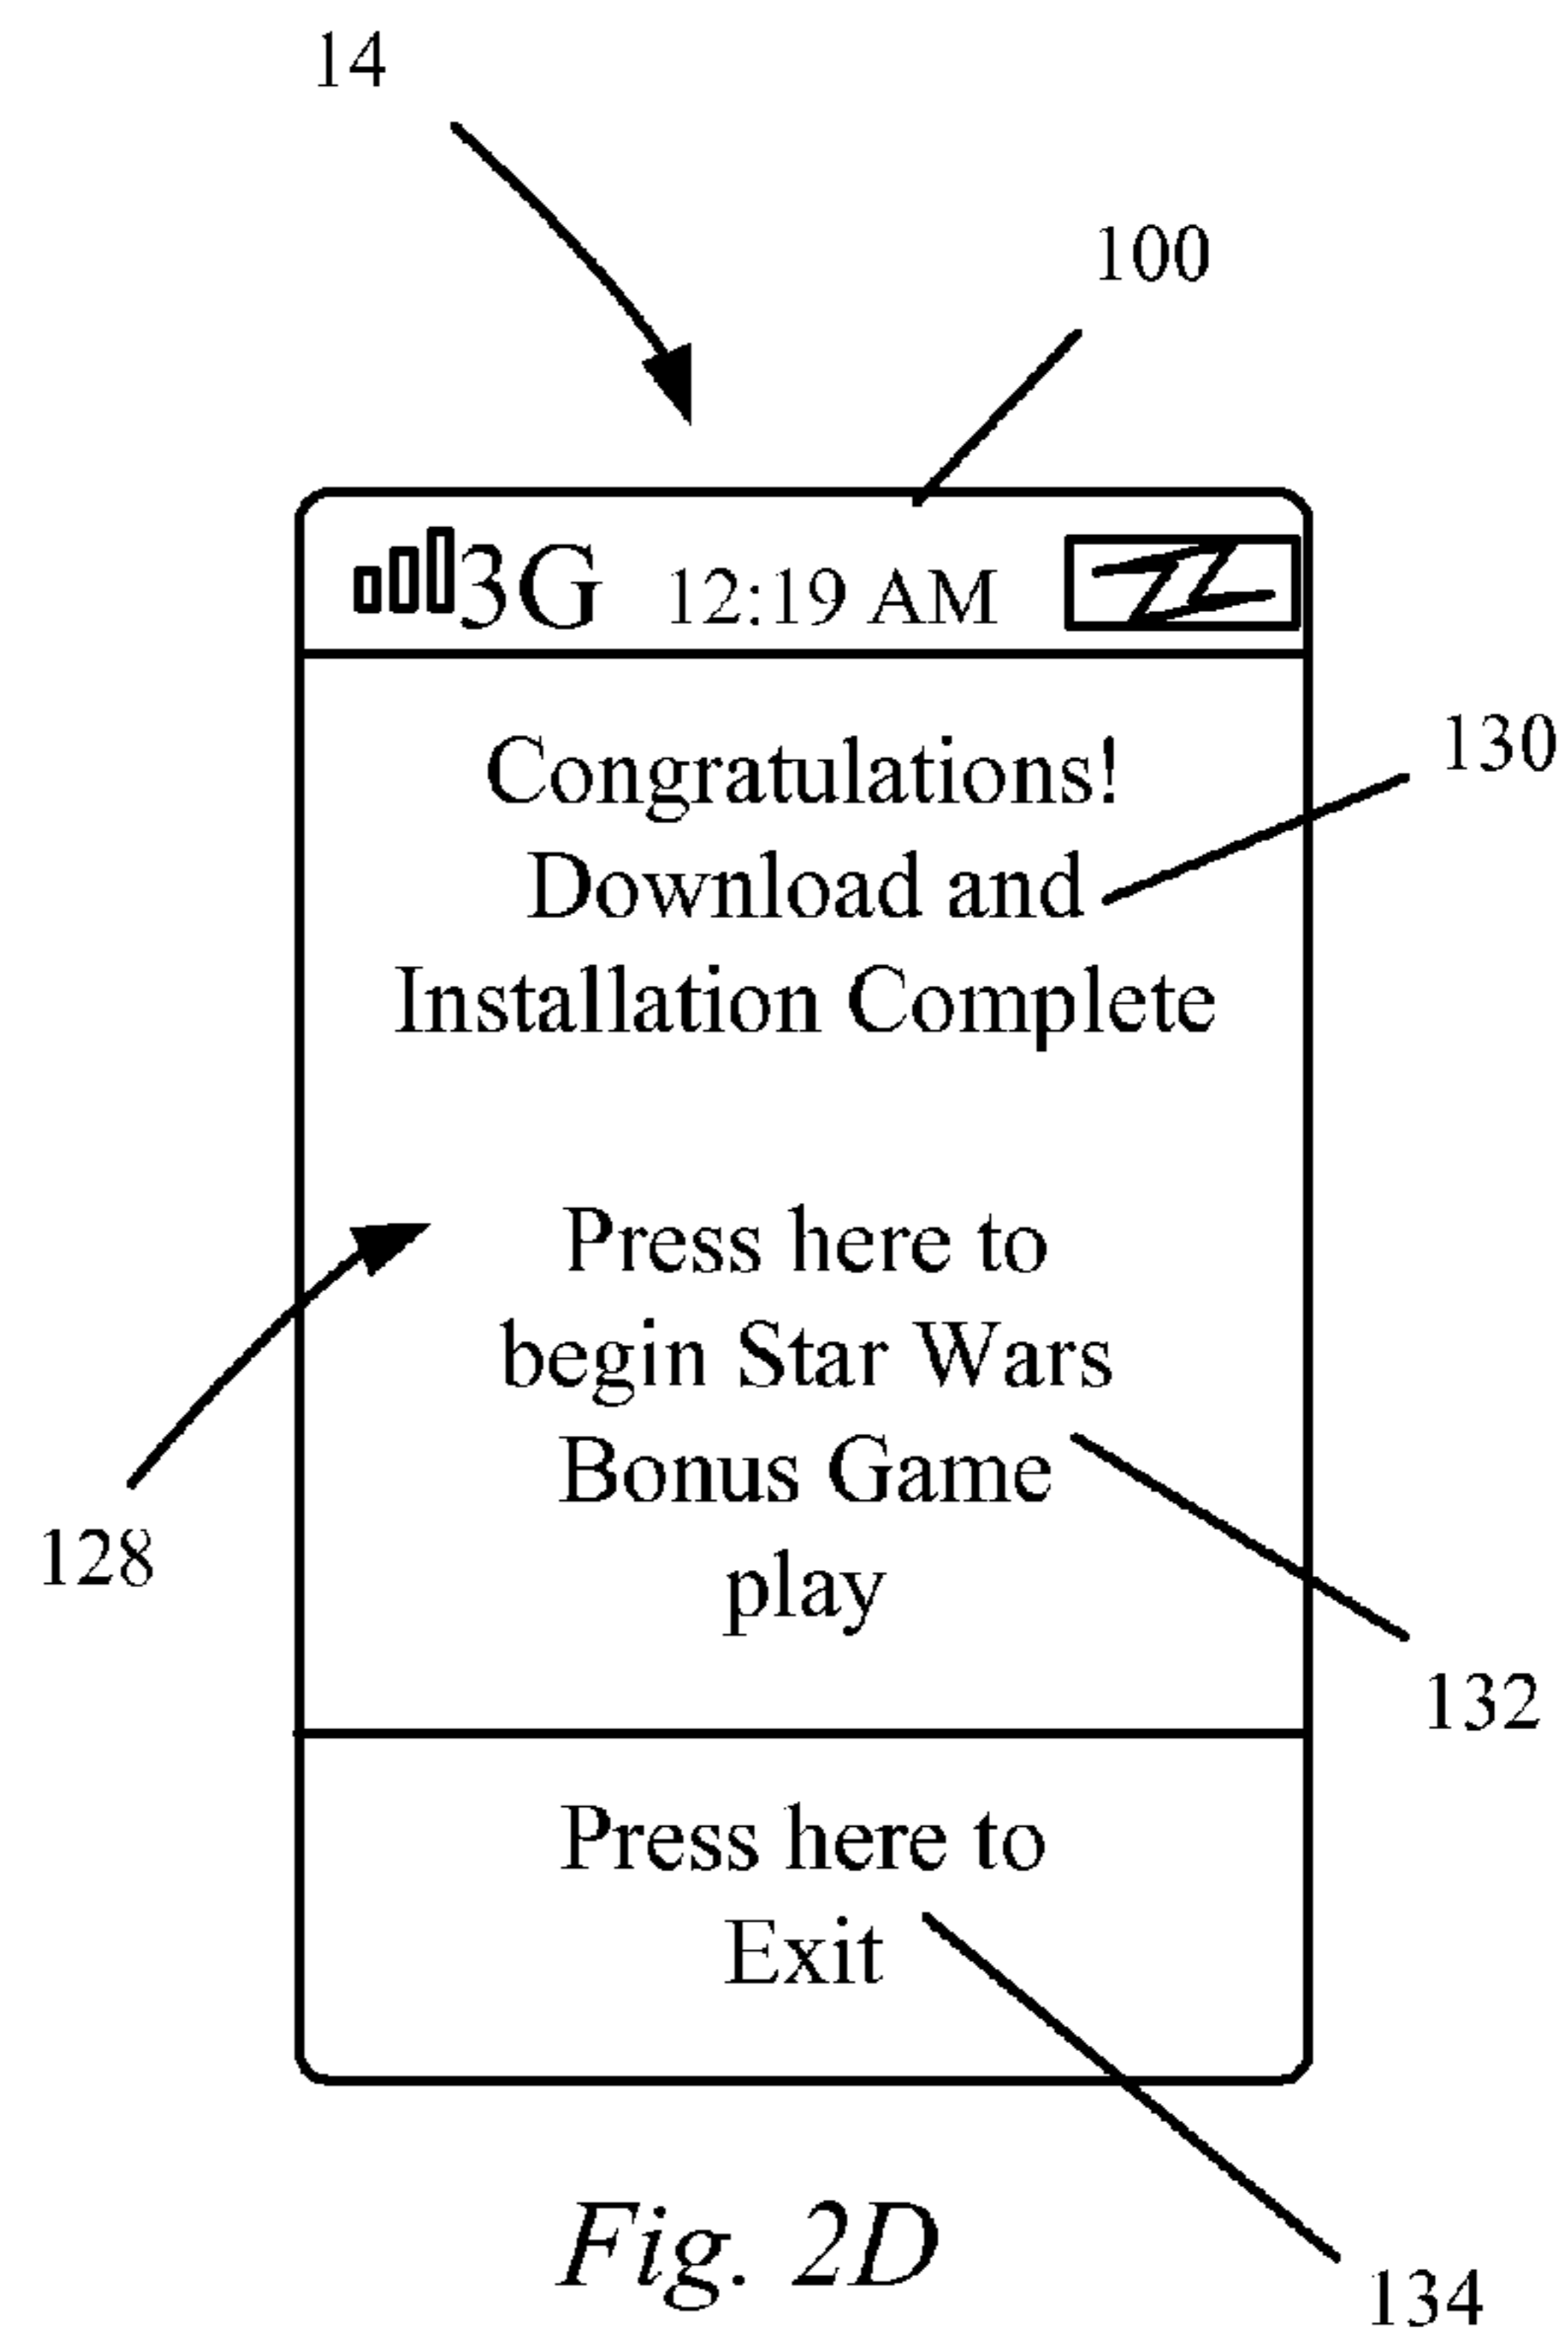 14
100
3G 12:19 AM
130
Congratulations!
Download and
Installation Complete
Press here to
begin Star Wars
Bonus Game
play
128
132
Press here to
Exit
134
Fig. 2D